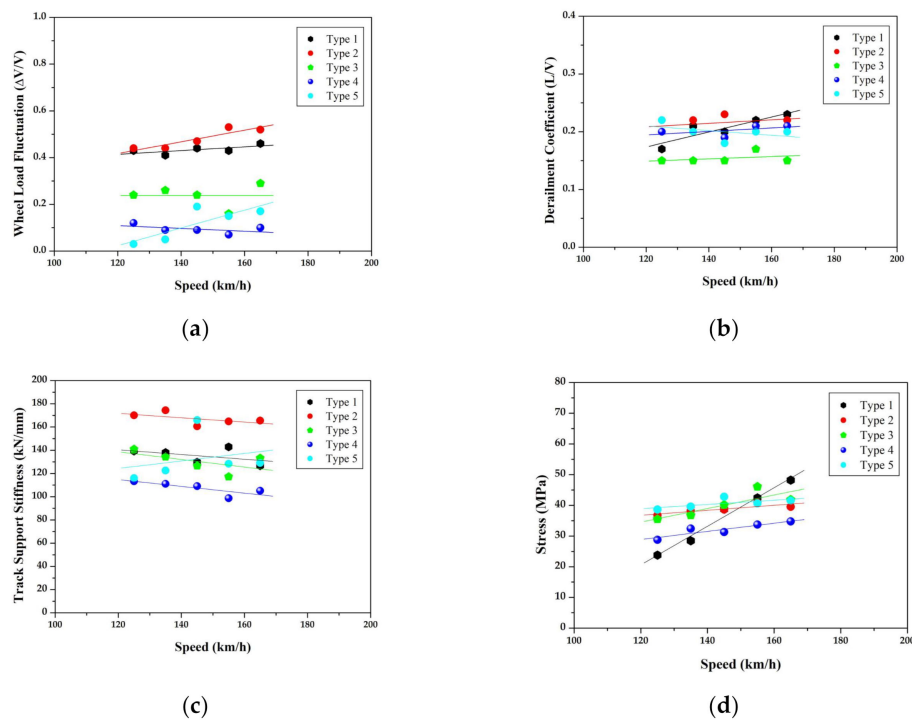 (a)
Wheel Load Fluctuation (ΔV/V)
1.0
0.8
0.6
0.4
0.2
0.0
100 120 140 160 180 200
Speed (km/h)
Type 1
Type 2
Type 3
Type 4
Type 5
(a)
Derailment Coefficient (L/V)
0.4
0.3
0.2
0.1
0.0
100 120 140 160 180 200
Speed (km/h)
Type 1
Type 2
Type 3
Type 4
Type 5
(b)
Track Support Stiffness (kN/mm)
200
180
160
140
120
100
80
60
40
20
0
100 120 140 160 180 200
Speed (km/h)
Type 1
Type 2
Type 3
Type 4
Type 5
(c)
Stress (MPa)
80
70
60
50
40
30
20
10
0
100 120 140 160 180 200
Speed (km/h)
Type 1
Type 2
Type 3
Type 4
Type 5
(d)